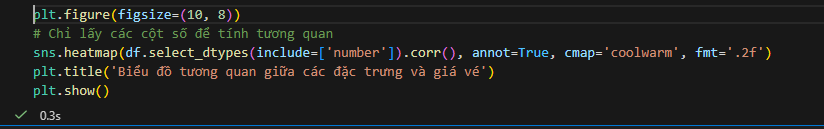 plt.figure(figsize=(10, 8))
# Chỉ lấy các cột số để tính tương quan
sns.heatmap(df.select_dtypes(include=['number']).corr(), annot=True, cmap='coolwarm', fmt='.2f')
plt.title('Biểu đồ tương quan giữa các đặc trưng và giá vé')
plt.show()
0.3s